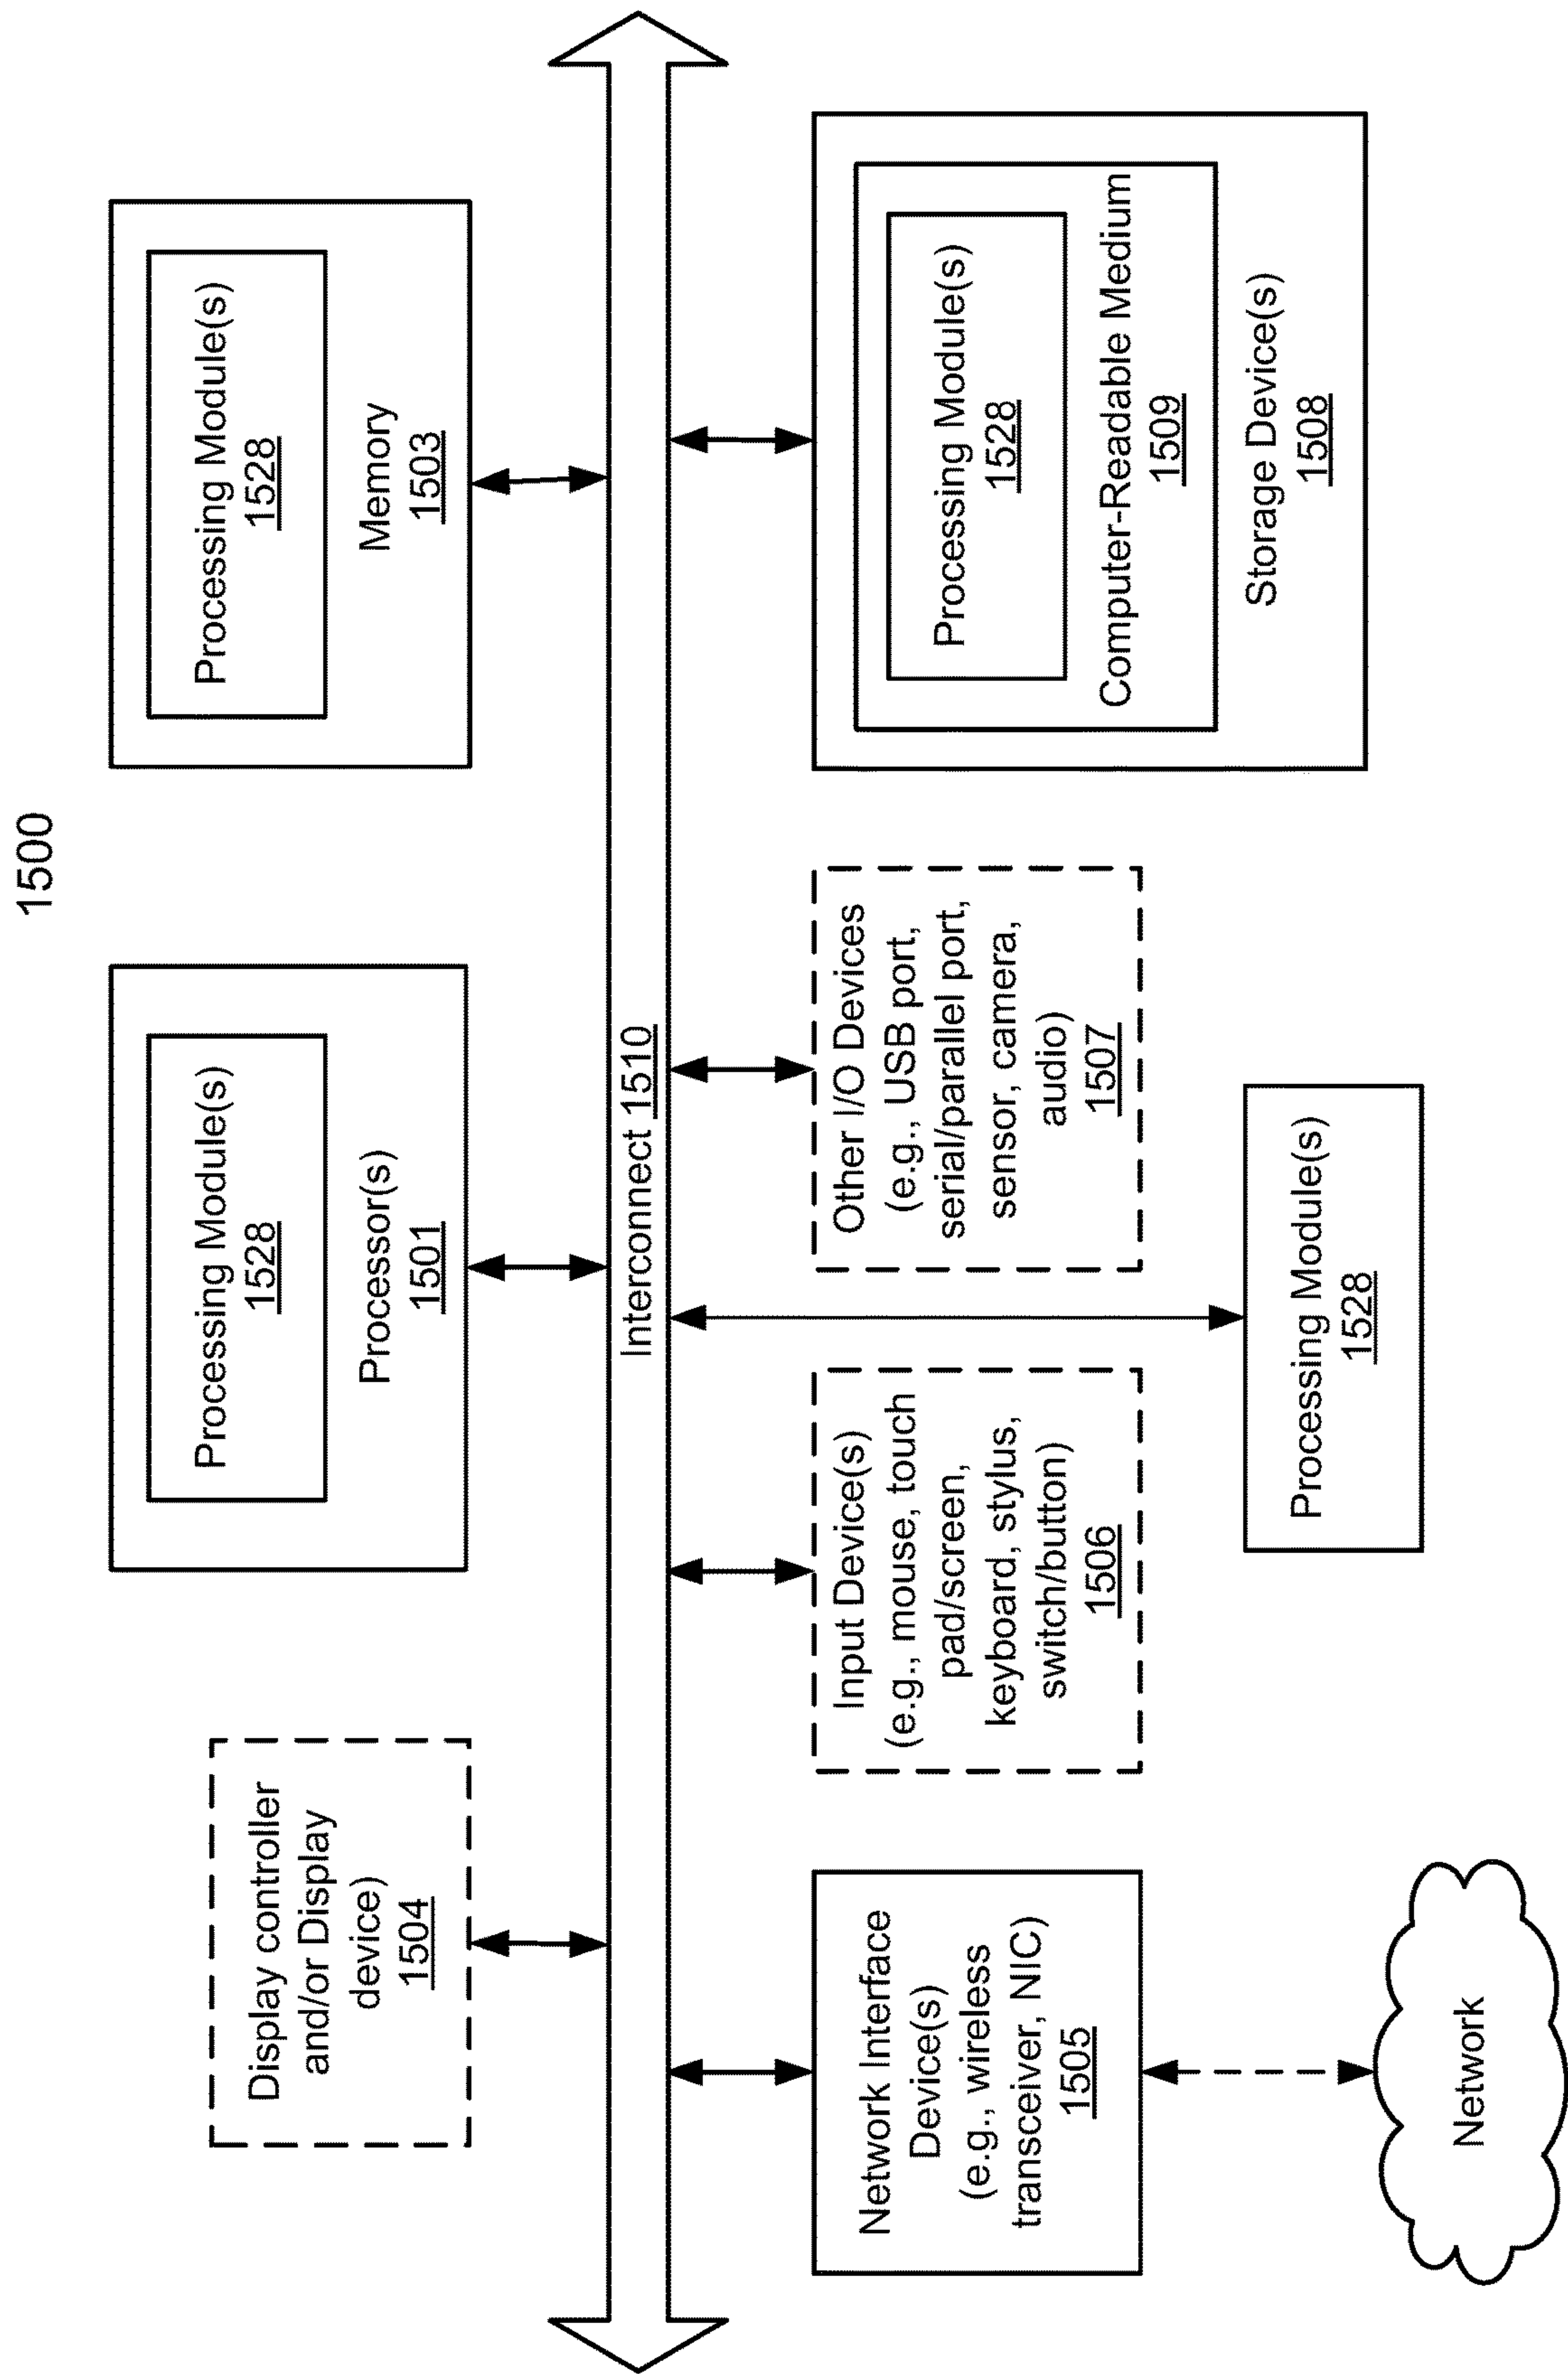 1500
Processing Module(s)
1528
Processor(s)
1501
Processing Module(s)
1528
Memory
1503
Display controller
and/or Display
device)
1504
Interconnect 1510
Network Interface
Device(s)
(e.g., wireless
transceiver, NIC)
1505
Input Device(s)
(e.g., mouse, touch
pad/screen,
keyboard, stylus,
switch/button)
1506
Other I/O Devices
(e.g., USB port,
serial/parallel port,
sensor, camera,
audio)
1507
Processing Module(s)
1528
Computer-Readable Medium
1509
Storage Device(s)
1508
Processing Module(s)
1528
Network